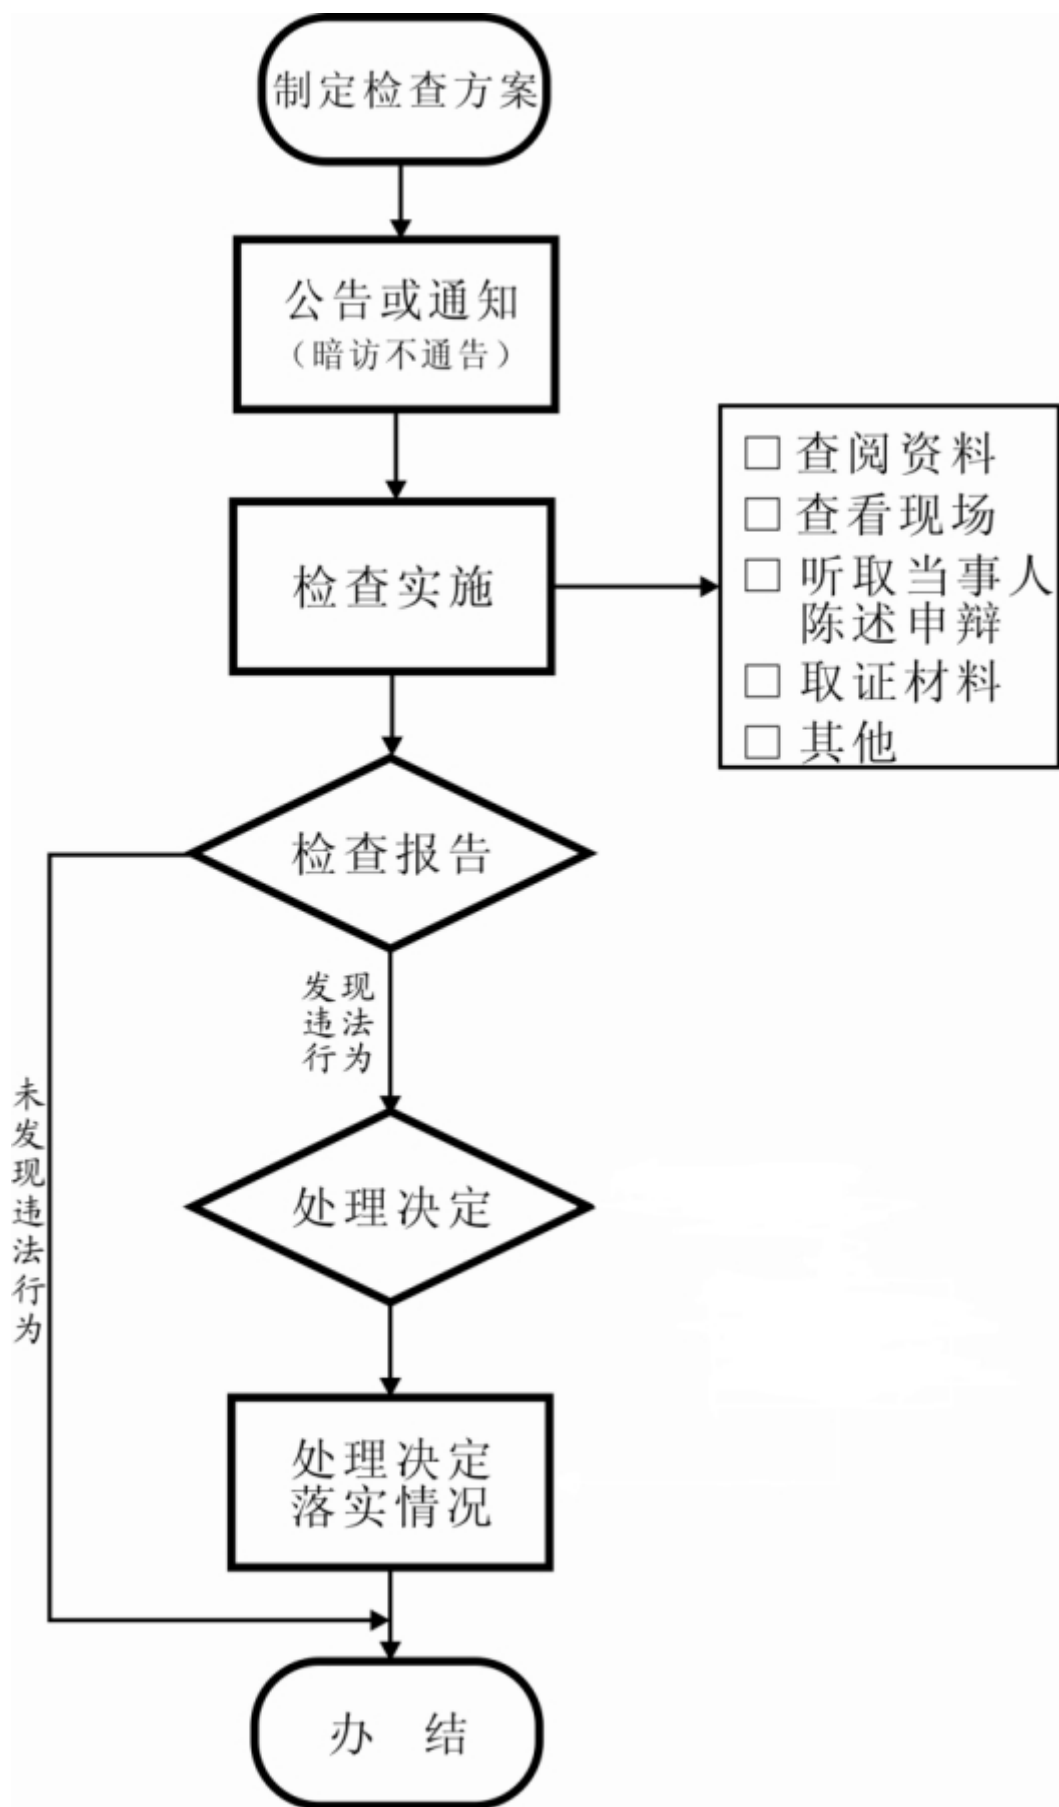 制定检查方案
公告或通知
（暗访不通告）
检查实施
□ 查阅资料
□ 查看现场
□ 听取当事人
陈述申辩
□ 取证材料
□ 其他
检查报告
发现
违法
行为
未发现违法行为
处理决定
处理决定
落实情况
办 结